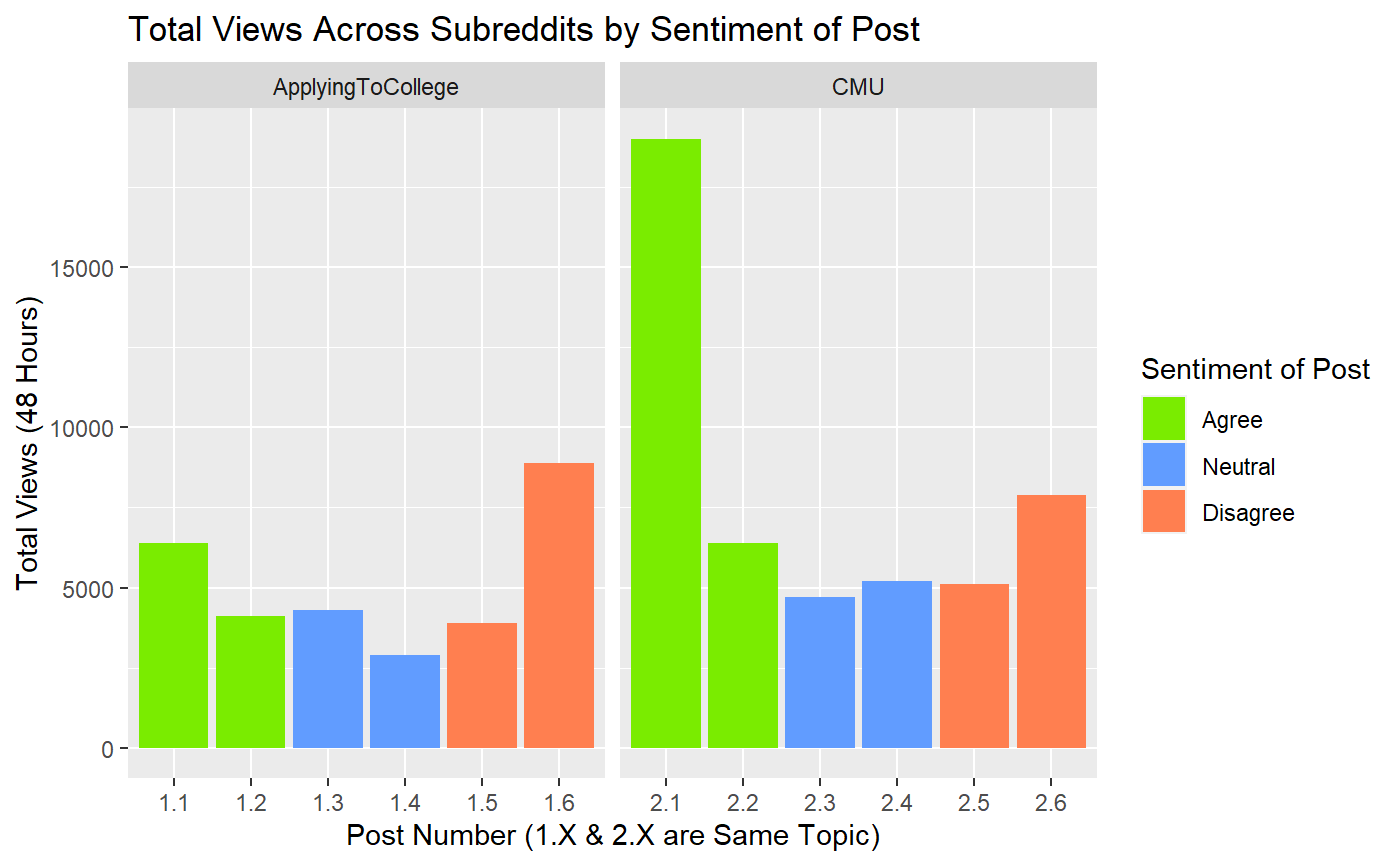 Total Views Across Subreddits by Sentiment of Post
ApplyingToCollege
CMU
Total Views (48 Hours)
15000
10000
5000
0
1.1 1.2 1.3 1.4 1.5 1.6
2.1 2.2 2.3 2.4 2.5 2.6
Post Number (1.X & 2.X are Same Topic)
Sentiment of Post
Agree
Neutral
Disagree